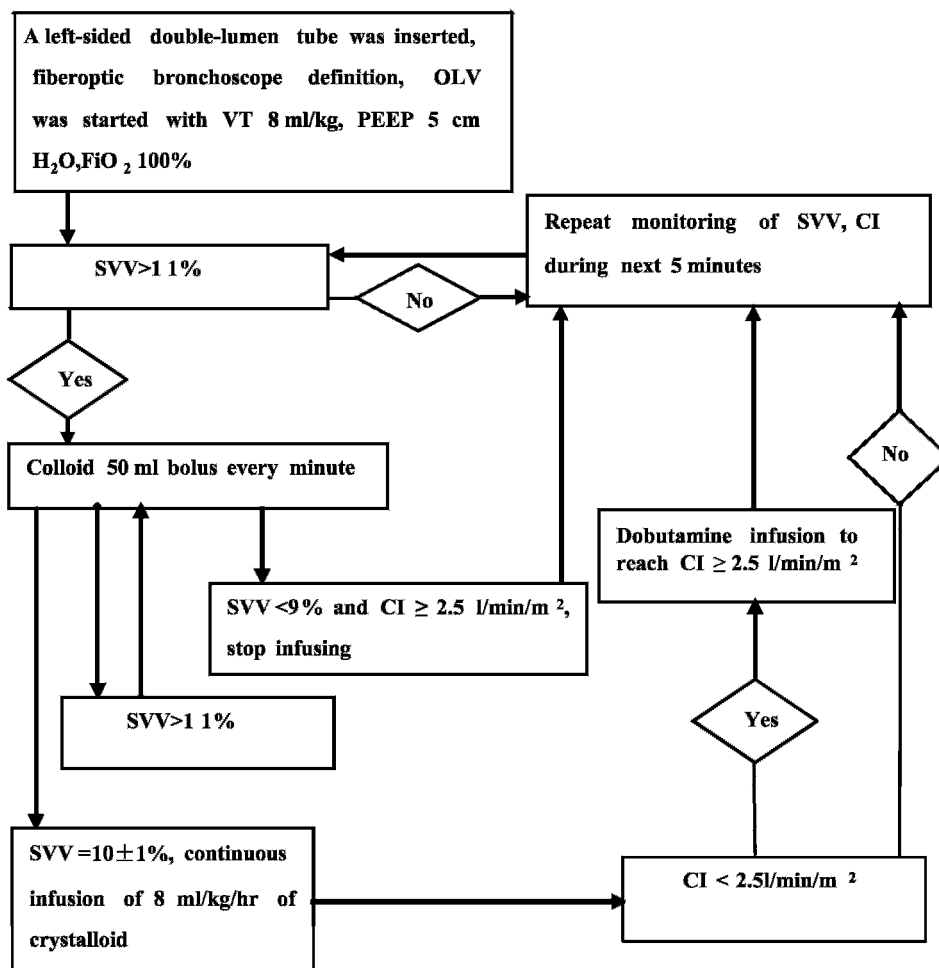 A left-sided double-lumen tube was inserted,
fiberoptic bronchoscope definition, OLV
was started with VT 8 ml/kg, PEEP 5 cm
H₂O,FiO ₂ 100%
Repeat monitoring of SVV, CI
during next 5 minutes
SVV>1 1%
No
Yes
Colloid 50 ml bolus every minute
No
Dobutamine infusion to
reach CI ≥ 2.5 l/min/m ²
SVV <9% and CI ≥ 2.5 l/min/m ²,
stop infusing
SVV>1 1%
Yes
SVV =10±1%, continuous
infusion of 8 ml/kg/hr of
crystalloid
CI < 2.5l/min/m ²